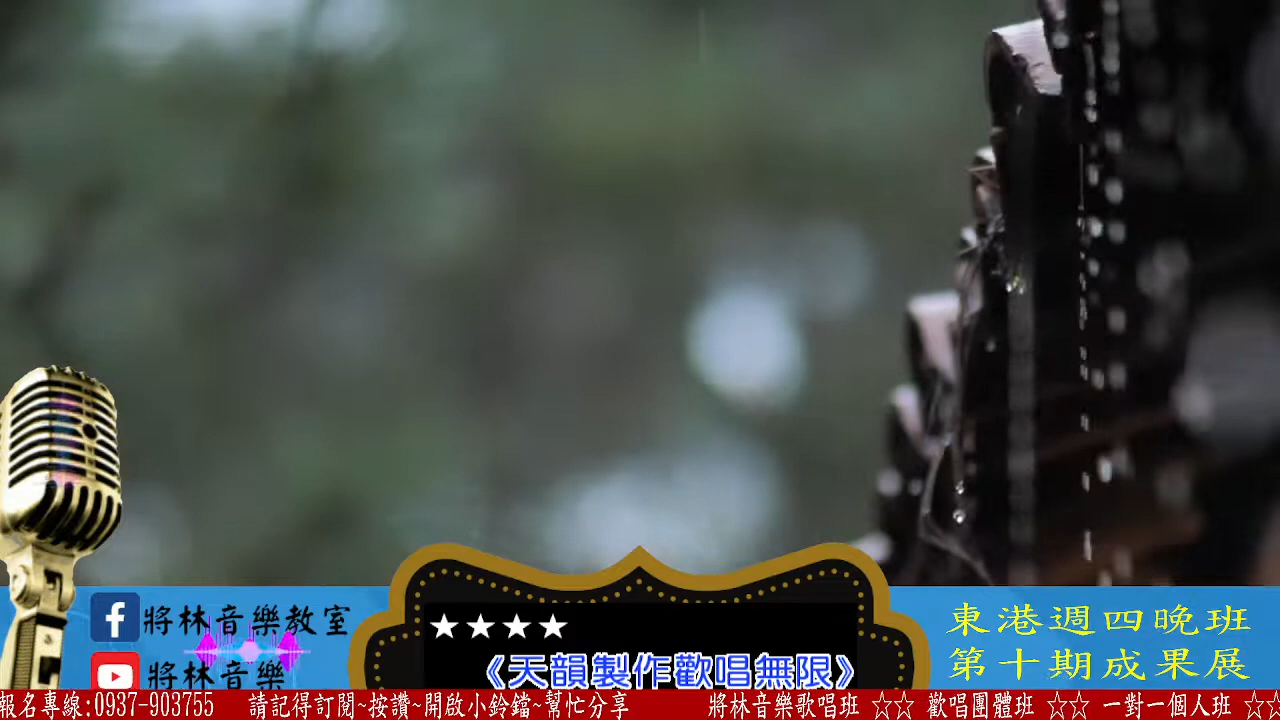 ★★★★
《天韻製作歡唱無限》
將林音樂教室
將林音樂
東港週四晚班
第十期成果展
報名專線:0937-903755 請記得訂閱~按讚~開啟小鈴鐺~幫忙分享 將林音樂歌唱班 ☆☆ 歡唱團體班 ☆☆ 一對一個人班 ☆☆